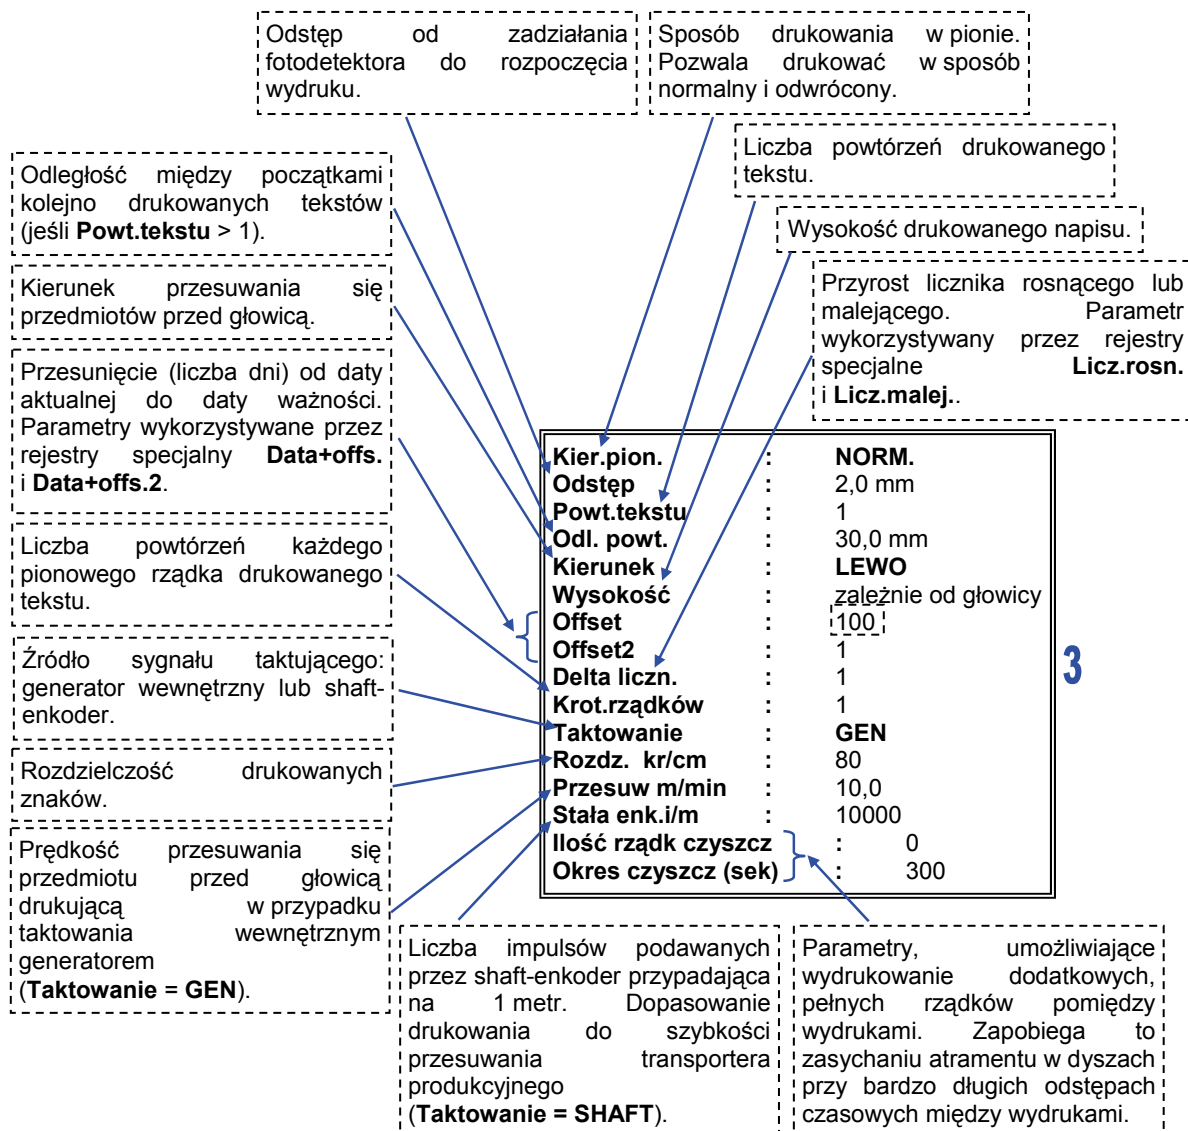 Odstęp od zadziałania
fotodetektora do rozpoczęcia
wydruku.
Sposób drukowania w pionie.
Pozwala drukować w sposób
normalny i odwrócony.
Liczba powtórzeń drukowanego
tekstu.
Wysokość drukowanego napisu.
Przyrost licznika rosnącego lub
malejącego. Parametr
wykorzystywany przez rejestry
specjalne Licz.rosn.
i Licz.malej..
Odległość między początkami
kolejno drukowanych tekstów
(jeśli Powt.tekstu > 1).
Kierunek przesuwania się
przedmiotów przed głowicą.
Przesunięcie (liczba dni) od daty
aktualnej do daty ważności.
Parametry wykorzystywane przez
rejestry specjalny Data+offs.
i Data+offs.2.
Liczba powtórzeń każdego
pionowego rządka drukowanego
tekstu.
Źródło sygnału taktującego:
generator wewnętrzny lub shaft-
enkoder.
Rozdzielczość drukowanych
znaków.
Prędkość przesuwania się
przedmiotu przed głowicą
drukującą w przypadku
taktowania wewnętrznym
generatorem
(Taktowanie = GEN).
Kier.pion. : NORM.
Odstęp : 2,0 mm
Powt.tekstu : 1
Odl. powt. : 30,0 mm
Kierunek : LEWO
Wysokość : zależnie od głowicy
Offset : 100
Offset2 : 1
Delta liczn. : 1
Krot.rządków : 1
Taktowanie : GEN
Rozdz. kr/cm : 80
Przesuw m/min : 10,0
Stała enk.i/m : 10000
Ilość rządk czyszcz : 0
Okres czyszcz (sek) : 300
3
Liczba impulsów podawanych
przez shaft-enkoder przypadająca
na 1 metr. Dopasowanie
drukowania do szybkości
przesuwania transportera
produkcyjnego
(Taktowanie = SHAFT).
Parametry, umożliwiające
wydrukowanie dodatkowych,
pełnych rządków pomiędzy
wydrukami. Zapobiega to
zasychaniu atramentu w dyszach
przy bardzo długich odstępach
czasowych między wydrukami.